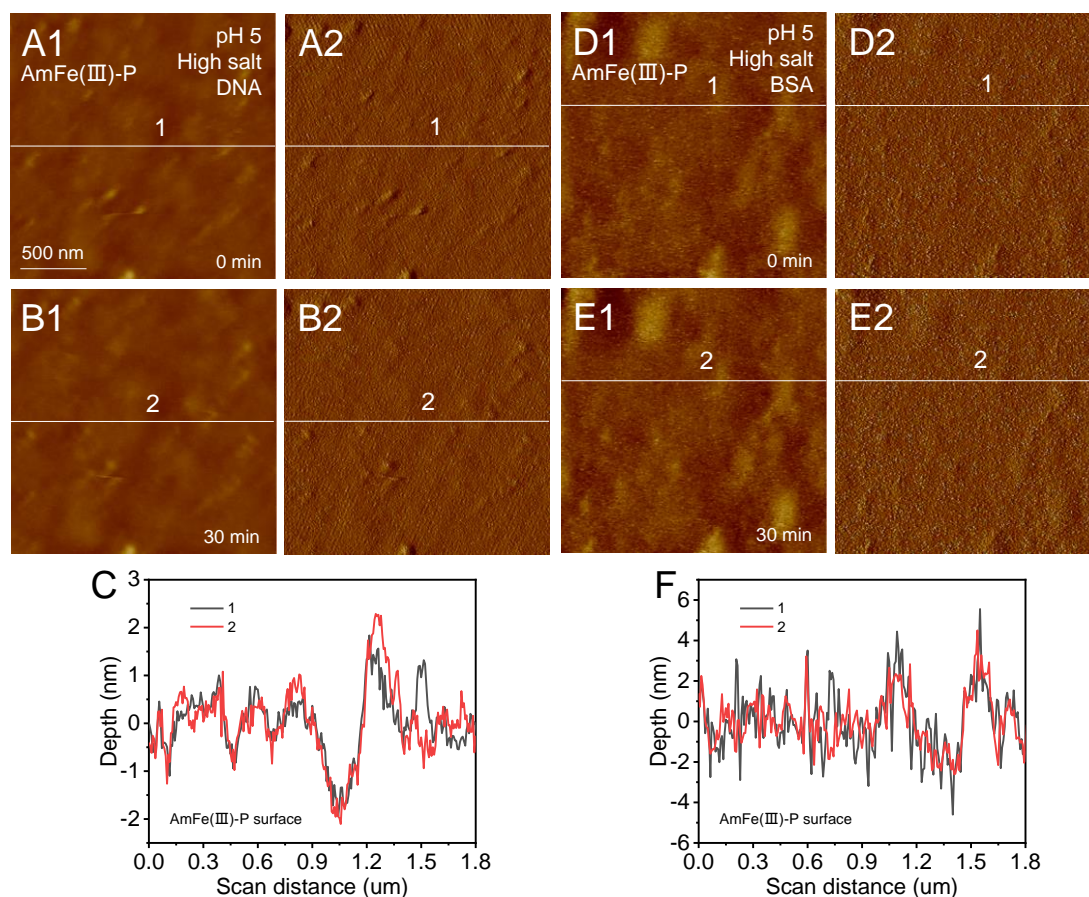 A1
AmFe(Ⅲ)-P
pH 5
High salt
DNA
1
500 nm
0 min
A2
1
D1
AmFe(Ⅲ)-P
pH 5
High salt
BSA
1
0 min
D2
1
B1
2
30 min
B2
2
E1
2
30 min
E2
2
C
3
2
1
0
-1
-2
Depth (nm)
1
2
AmFe(Ⅲ)-P surface
0.0 0.3 0.6 0.9 1.2 1.5 1.8
Scan distance (um)
F
6
4
2
0
-2
-4
-6
Depth (nm)
1
2
AmFe(Ⅲ)-P surface
0.0 0.3 0.6 0.9 1.2 1.5 1.8
Scan distance (um)